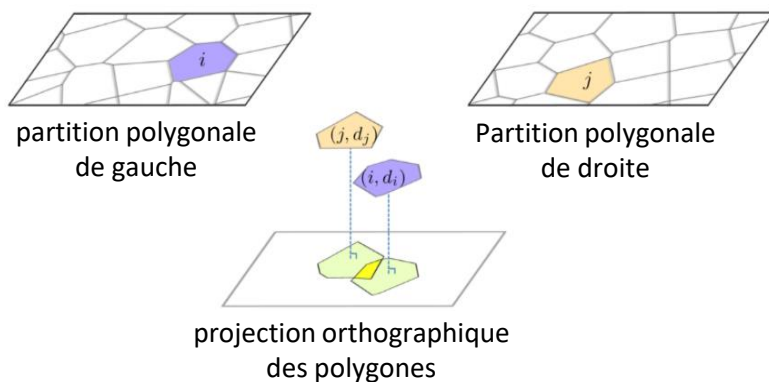 i
j
partition polygonale
de gauche
Partition polygonale
de droite
(j, d_j)
(i, d_i)
projection orthographique
des polygones